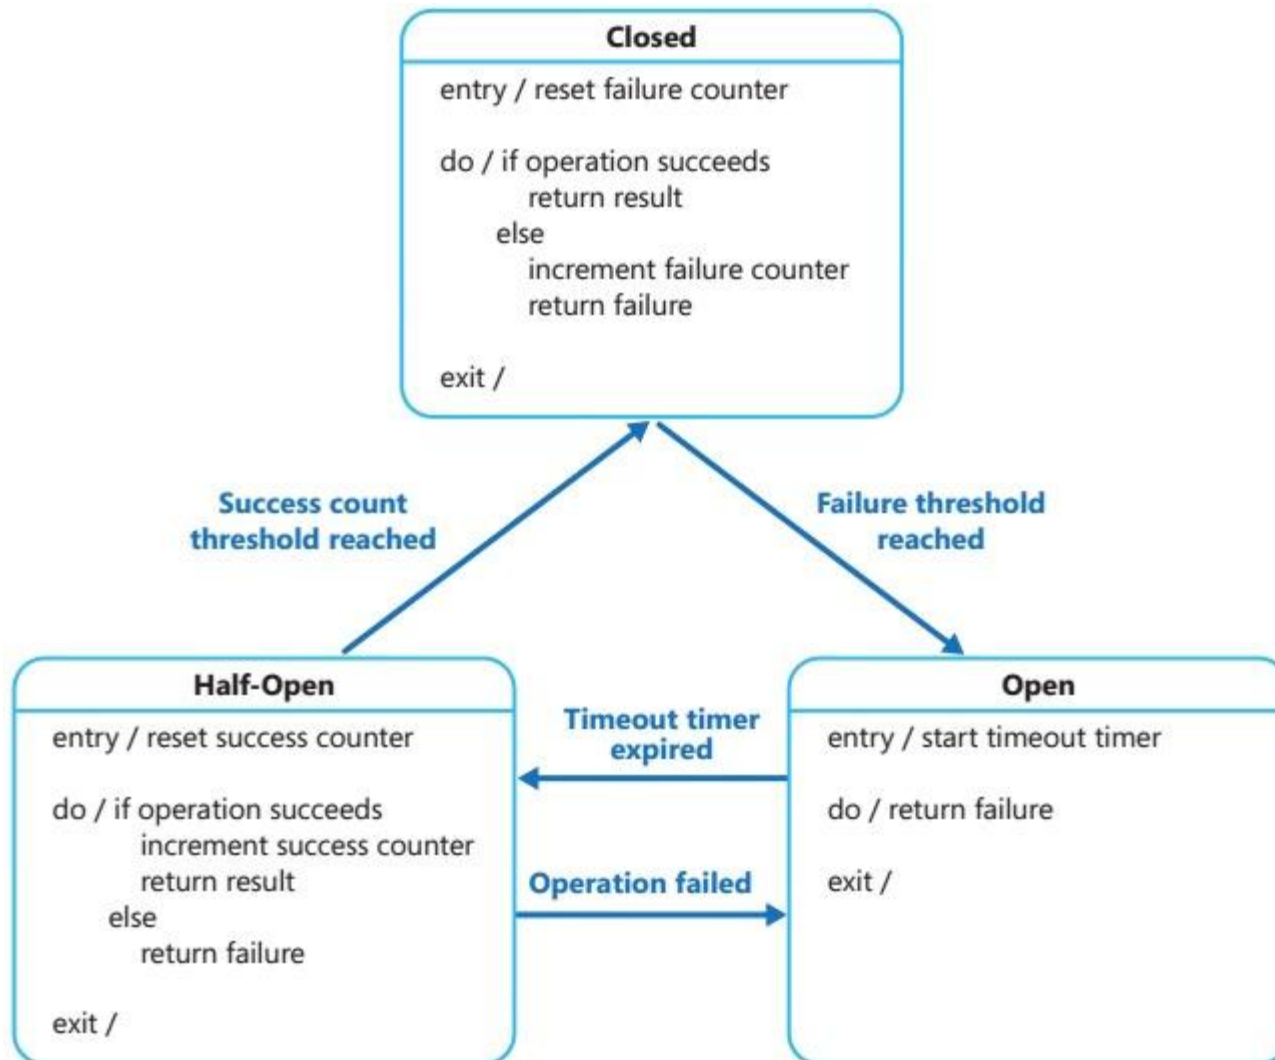 Closed
entry / reset failure counter
do / if operation succeeds
return result
else
increment failure counter
return failure
exit /
Success count
threshold reached
Failure threshold
reached
Half-Open
entry / reset success counter
do / if operation succeeds
increment success counter
return result
else
return failure
exit /
Timeout timer
expired
Operation failed
Open
entry / start timeout timer
do / return failure
exit /